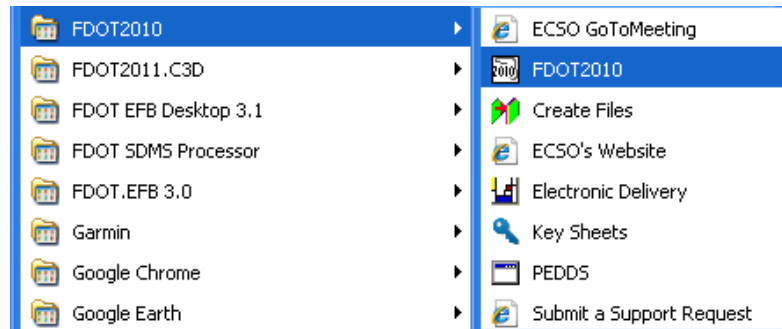 FDOT2010
FDOT2011.C3D
FDOT EFB Desktop 3.1
FDOT SDMS Processor
FDOT.EFB 3.0
Garmin
Google Chrome
Google Earth
ECSO GoToMeeting
2010 FDOT2010
Create Files
ECSO's Website
Electronic Delivery
Key Sheets
PEDDS
Submit a Support Request